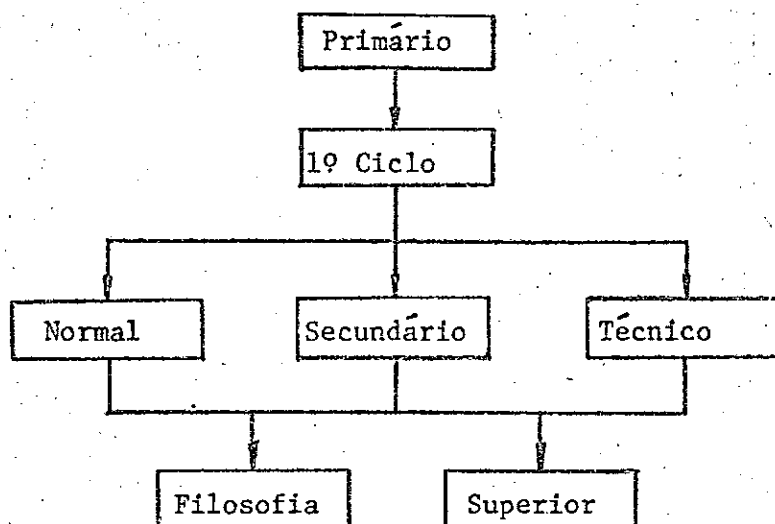 Primário
1º Ciclo
Normal Secundário Técnico
Filosofia Superior